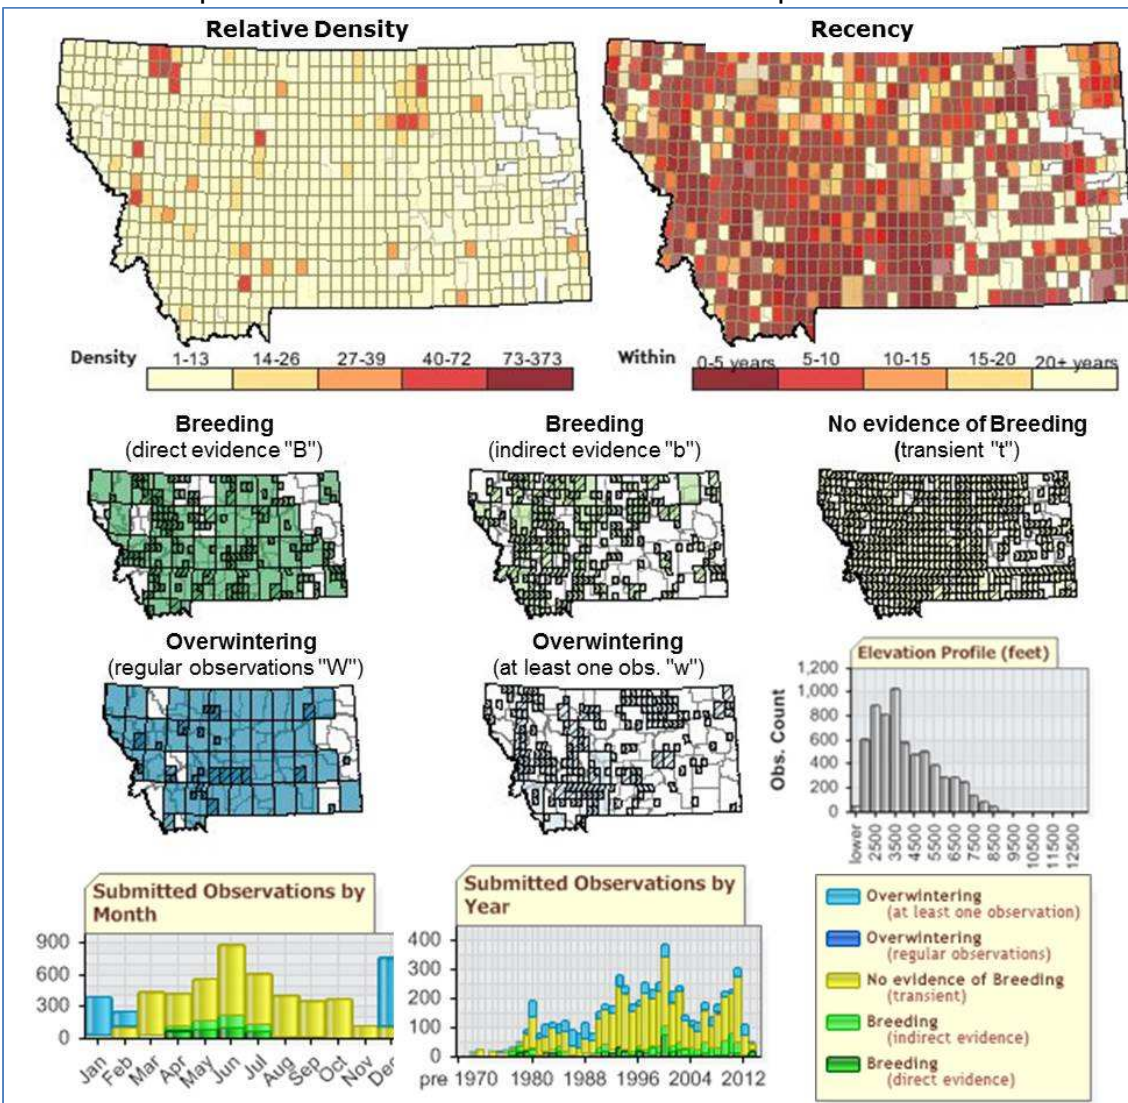 Relative Density
Recency
Density 1-13 14-26 27-39 40-72 73-373
Within 0-5 years 5-10 10-15 15-20 20+ years
Breeding
(direct evidence "B")
Breeding
(indirect evidence "b")
No evidence of Breeding
(transient "t")
Overwintering
(regular observations "W")
Overwintering
(at least one obs. "w")
Elevation Profile (feet)
1,200
1,000
800
600
400
200
0
Obs. Count
lower 2500 3500 4500 5500 6500 7500 8500 9500 10500 11500 12500
Submitted Observations by
Month
900
600
300
0
Jan Feb Mar Apr May Jun Jul Aug Sep Oct Nov Dec
Submitted Observations by
Year
400
300
200
100
0
pre 1970 1980 1988 1996 2004 2012
Overwintering
(at least one observation)
Overwintering
(regular observations)
No evidence of Breeding
(transient)
Breeding
(indirect evidence)
Breeding
(direct evidence)